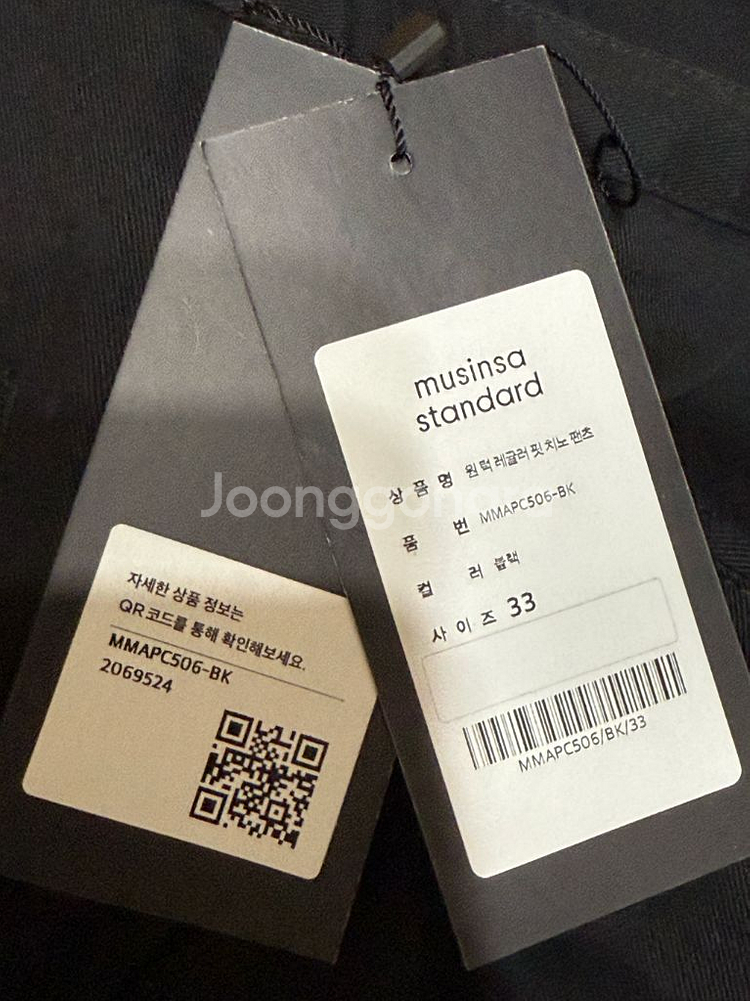 musinsa
standard
상품명 원턱 레귤러 핏 치노 팬츠
품번 MMAPC506-BK
컬러 블랙
사이즈 33
MMAPC506/BK/33
자세한 상품 정보는
QR코드를 통해 확인해보세요.
MMAPC506-BK
2069524